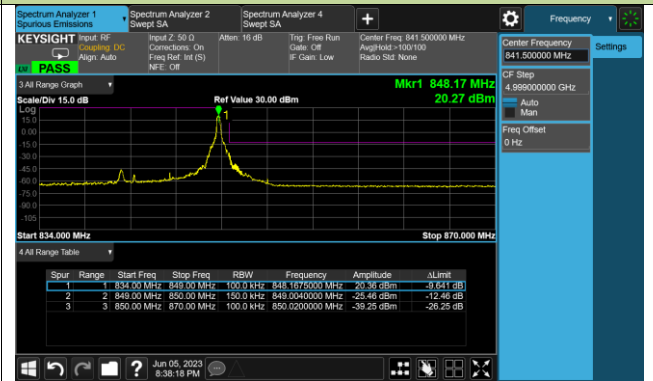 Spectrum Analyzer 1
Spurious Emissions
Spectrum Analyzer 2
Swept SA
Spectrum Analyzer 4
Swept SA
+
Frequency
KEYSIGHT
Input: RF
Coupling: DC
Align: Auto
Input Z: 50 Ω
Corrections: On
Freq Ref: Int (S)
NFE: Off
Atten: 16 dB
Trig: Free Run
Gate: Off
IF Gain: Low
Center Freq: 841.500000 MHz
Avg|Hold:>100/100
Radio Std: None
LXI
PASS
Center Frequency
841.500000 MHz
Settings
CF Step
4.999000000 GHz
Auto
Man
Freq Offset
0 Hz
3 All Range Graph
Mkr1 848.17 MHz
20.27 dBm
Scale/Div 15.0 dB
Ref Value 30.00 dBm
Log
15.0
0.00
-15.0
-30.0
-45.0
-60.0
-75.0
-90.0
-105
1
Start 834.000 MHz
Stop 870.000 MHz
4 All Range Table
Spur Range Start Freq Stop Freq RBW Frequency Amplitude ΔLimit
1 1 834.00 MHz 849.00 MHz 100.0 kHz 848.1675000 MHz 20.36 dBm -9.641 dB
2 2 849.00 MHz 850.00 MHz 150.0 kHz 849.0040000 MHz -25.46 dBm -12.46 dB
3 3 850.00 MHz 870.00 MHz 100.0 kHz 850.0200000 MHz -39.25 dBm -26.25 dB
?
Jun 05, 2023
8:38:18 PM